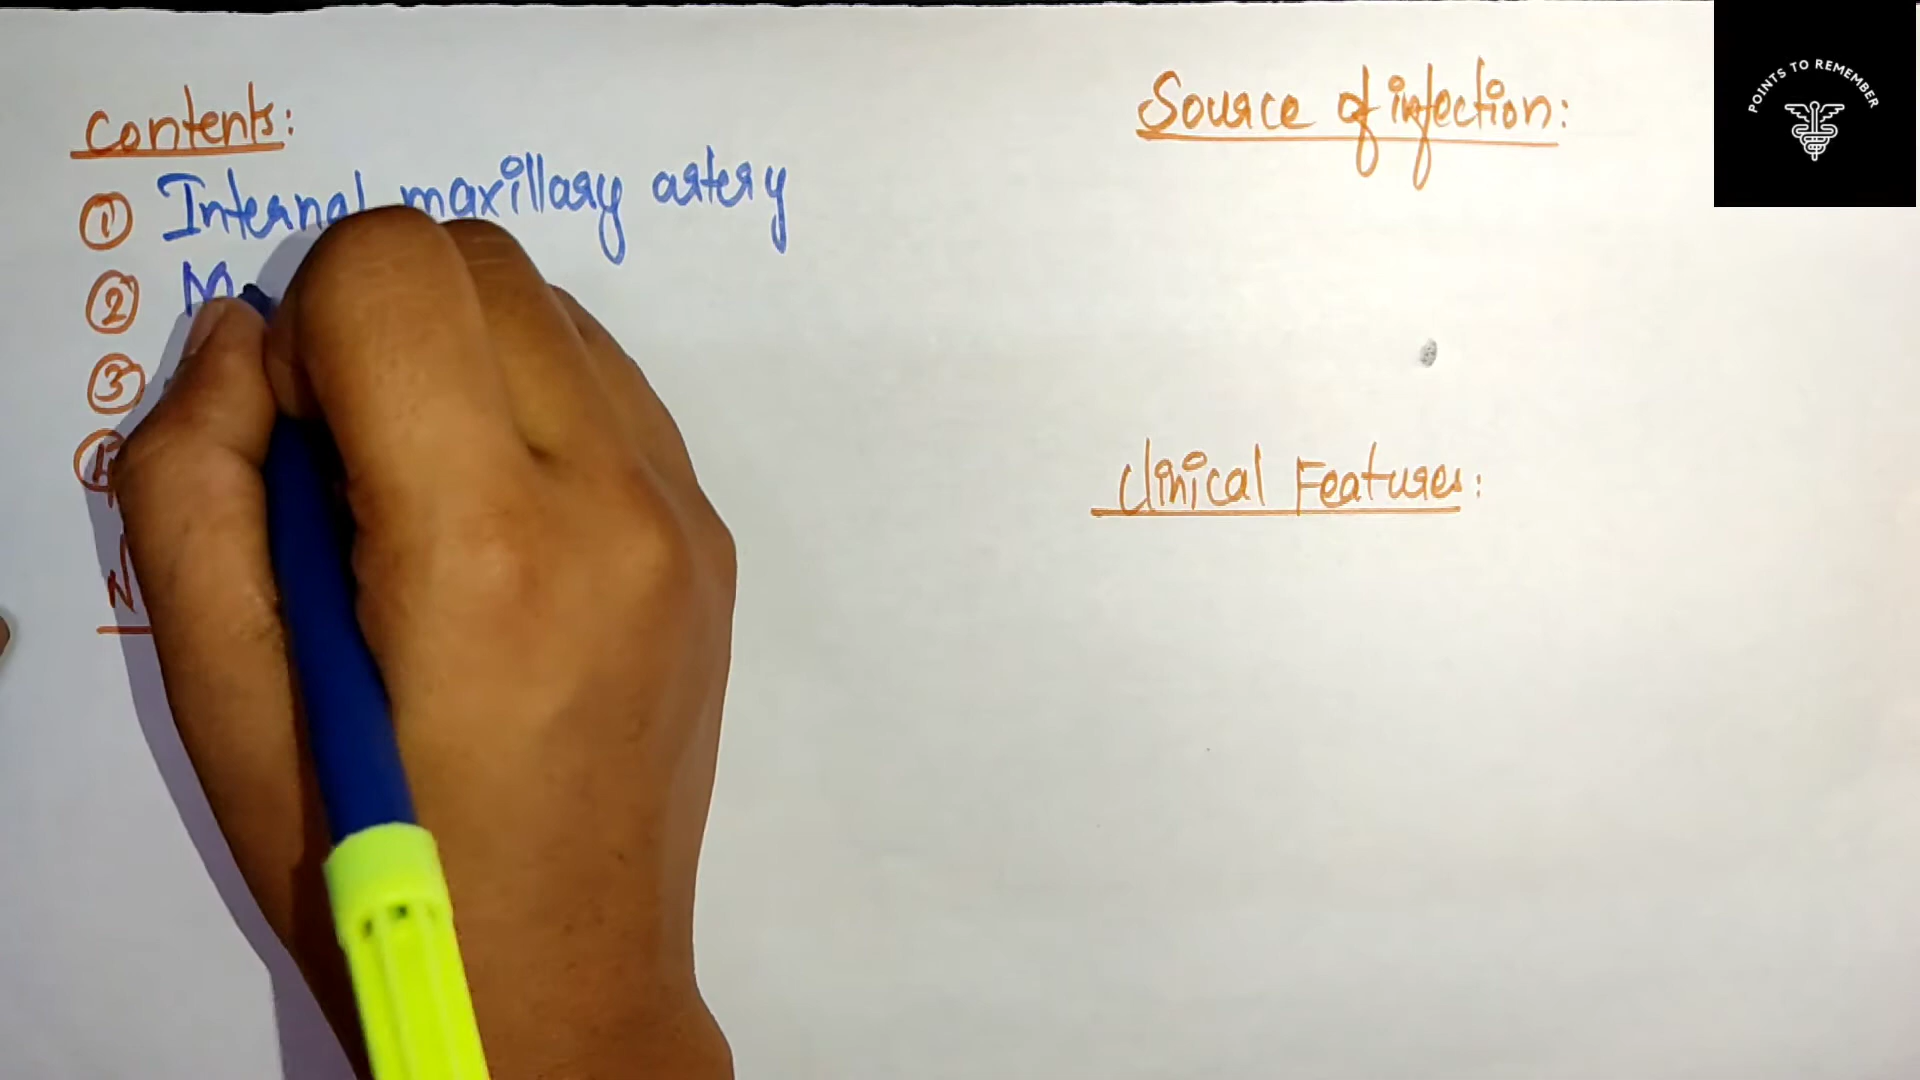 Contents:
① Internal maxillary artery
②
③
④
Source of infection:
Clinical Features:
POINTS TO REMEMBER